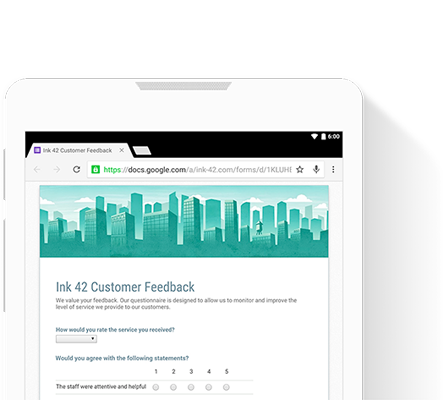 6:00
Ink 42 Customer Feedback
https://docs.google.com/a/ink-42.com/forms/d/1KLUH
Ink 42 Customer Feedback
We value your feedback. Our questionnaire is designed to allow us to monitor and improve the
level of service we provide to our customers.
How would you rate the service you received?
Would you agree with the following statements?
1 2 3 4 5
The staff were attentive and helpful